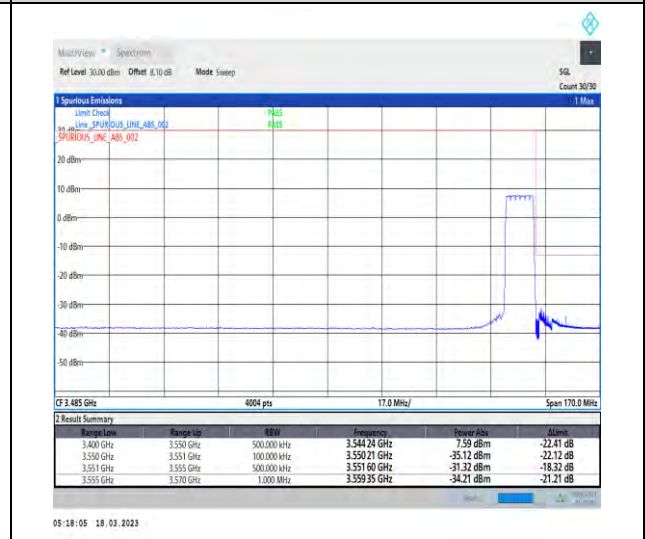 MultiView Spectrum
Ref Level 30.00 dBm Offset 8.10 dB Mode Sweep SGL
Count 30/30
1 Spurious Emissions 1 Max
Limit Check PASS
Line _SPURIOUS_LINE_ABS_002 PASS
_SPURIOUS_LINE_ABS_002
20 dBm
10 dBm
0 dBm
-10 dBm
-20 dBm
-30 dBm
-40 dBm
-50 dBm
CF 3.485 GHz 4004 pts 17.0 MHz/ Span 170.0 MHz
2 Result Summary
Range Low Range Up RBW Frequency Power Abs ΔLimit
3.400 GHz 3.550 GHz 500.000 kHz 3.544 24 GHz 7.59 dBm -22.41 dB
3.550 GHz 3.551 GHz 100.000 kHz 3.550 21 GHz -35.12 dBm -22.12 dB
3.551 GHz 3.555 GHz 500.000 kHz 3.551 60 GHz -31.32 dBm -18.32 dB
3.555 GHz 3.570 GHz 1.000 MHz 3.559 35 GHz -34.21 dBm -21.21 dB
05:18:05 18.03.2023